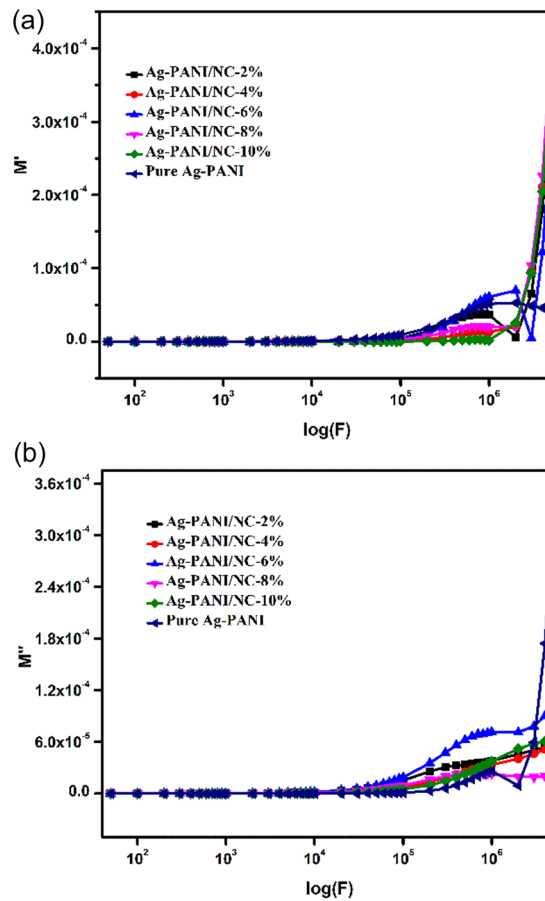 (a)
4.0x10⁻⁴
3.0x10⁻⁴
2.0x10⁻⁴
1.0x10⁻⁴
0.0
M'
Ag-PANI/NC-2%
Ag-PANI/NC-4%
Ag-PANI/NC-6%
Ag-PANI/NC-8%
Ag-PANI/NC-10%
Pure Ag-PANI
10² 10³ 10⁴ 10⁵ 10⁶
log(F)
(b)
3.6x10⁻⁴
3.0x10⁻⁴
2.4x10⁻⁴
1.8x10⁻⁴
1.2x10⁻⁴
6.0x10⁻⁵
0.0
M''
Ag-PANI/NC-2%
Ag-PANI/NC-4%
Ag-PANI/NC-6%
Ag-PANI/NC-8%
Ag-PANI/NC-10%
Pure Ag-PANI
10² 10³ 10⁴ 10⁵ 10⁶
log(F)